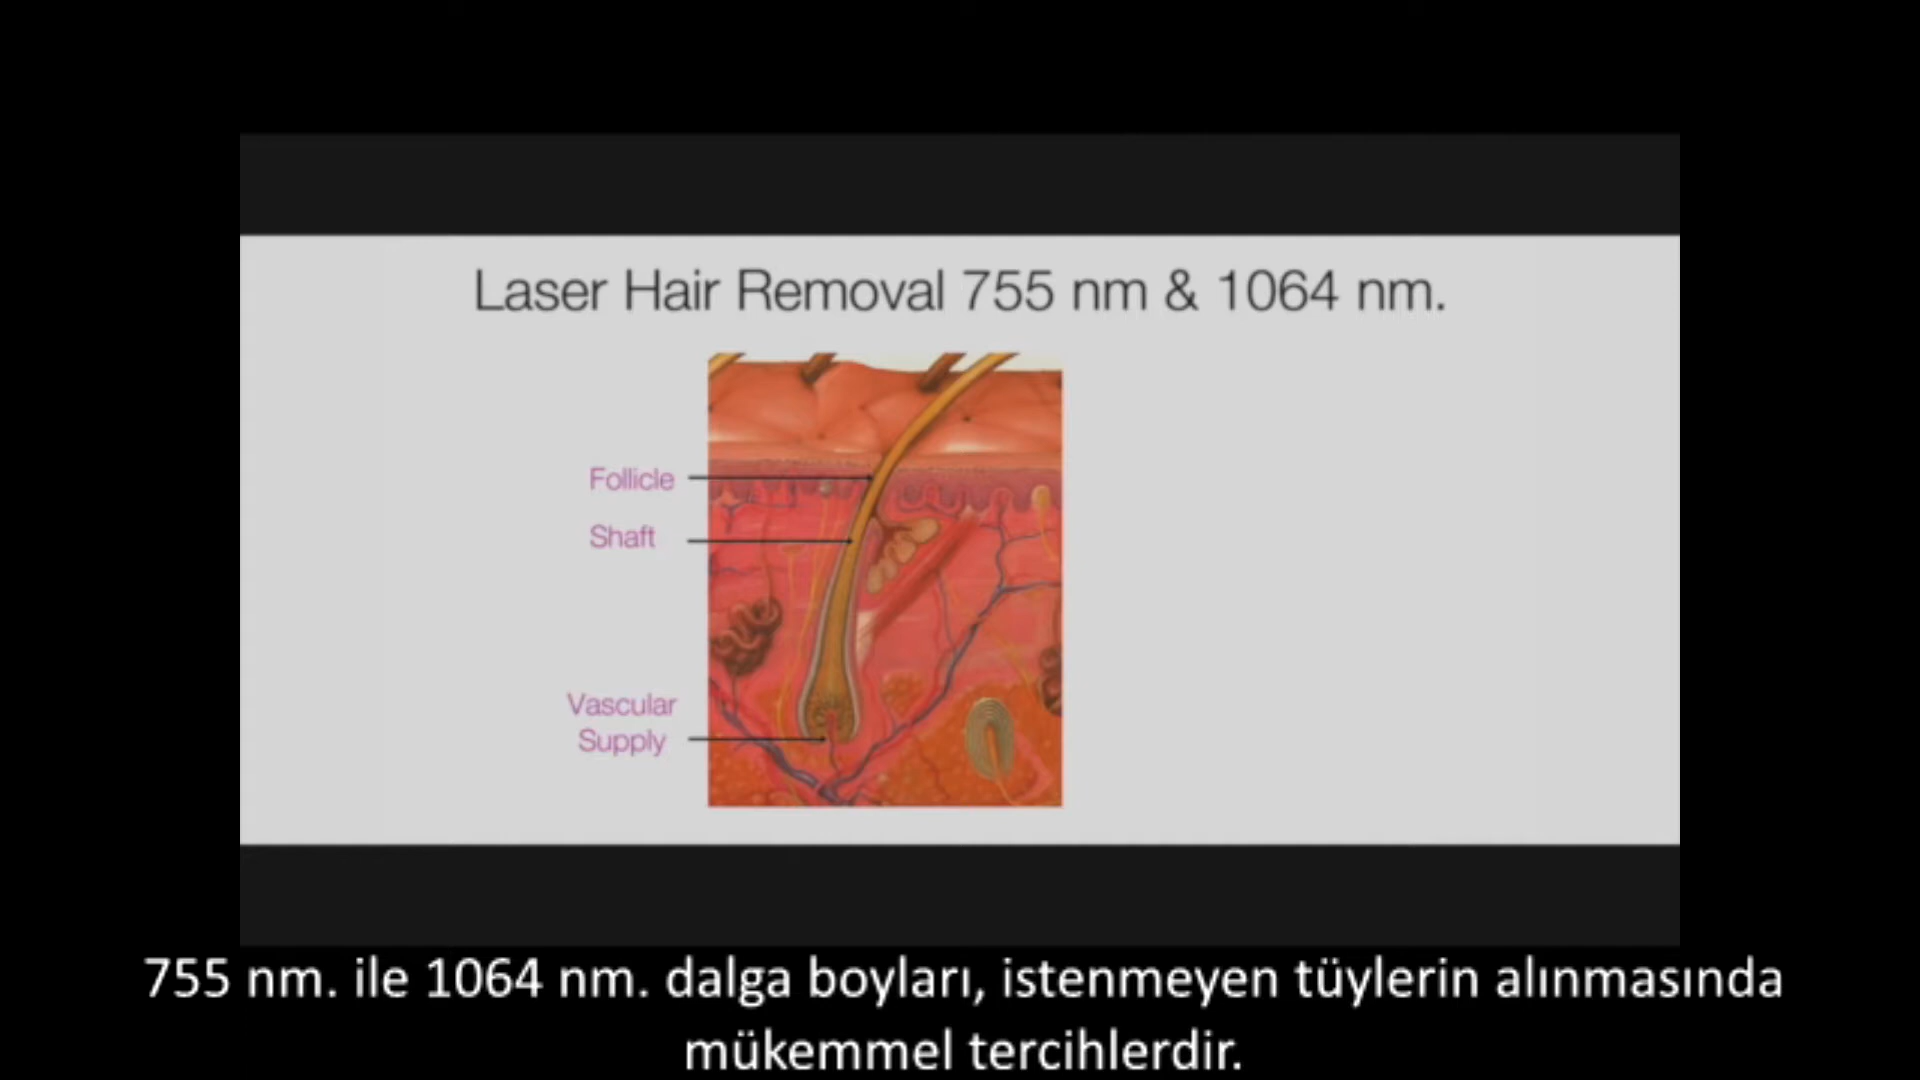 Laser Hair Removal 755 nm & 1064 nm.
Follicle
Shaft
Vascular
Supply
755 nm. ile 1064 nm. dalga boyları, istenmeyen tüylerin alınmasında
mükemmel tercihlerdir.